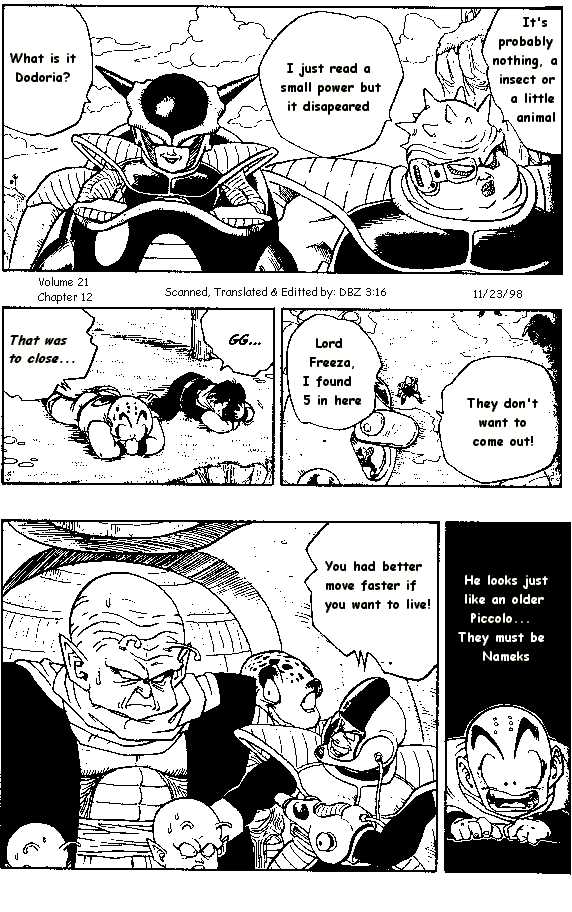 What is it
Dodoria?
I just read a
small power but
it disapeared
It's
probably
nothing, a
insect or
a little
animal
Volume 21
Chapter 12
Scanned, Translated & Editted by: DBZ 3:16
11/23/98
That was
to close...
GG...
Lord
Freeza,
I found
5 in here
They don't
want to
come out!
You had better
move faster if
you want to live!
He looks just
like an older
Piccolo...
They must be
Nameks